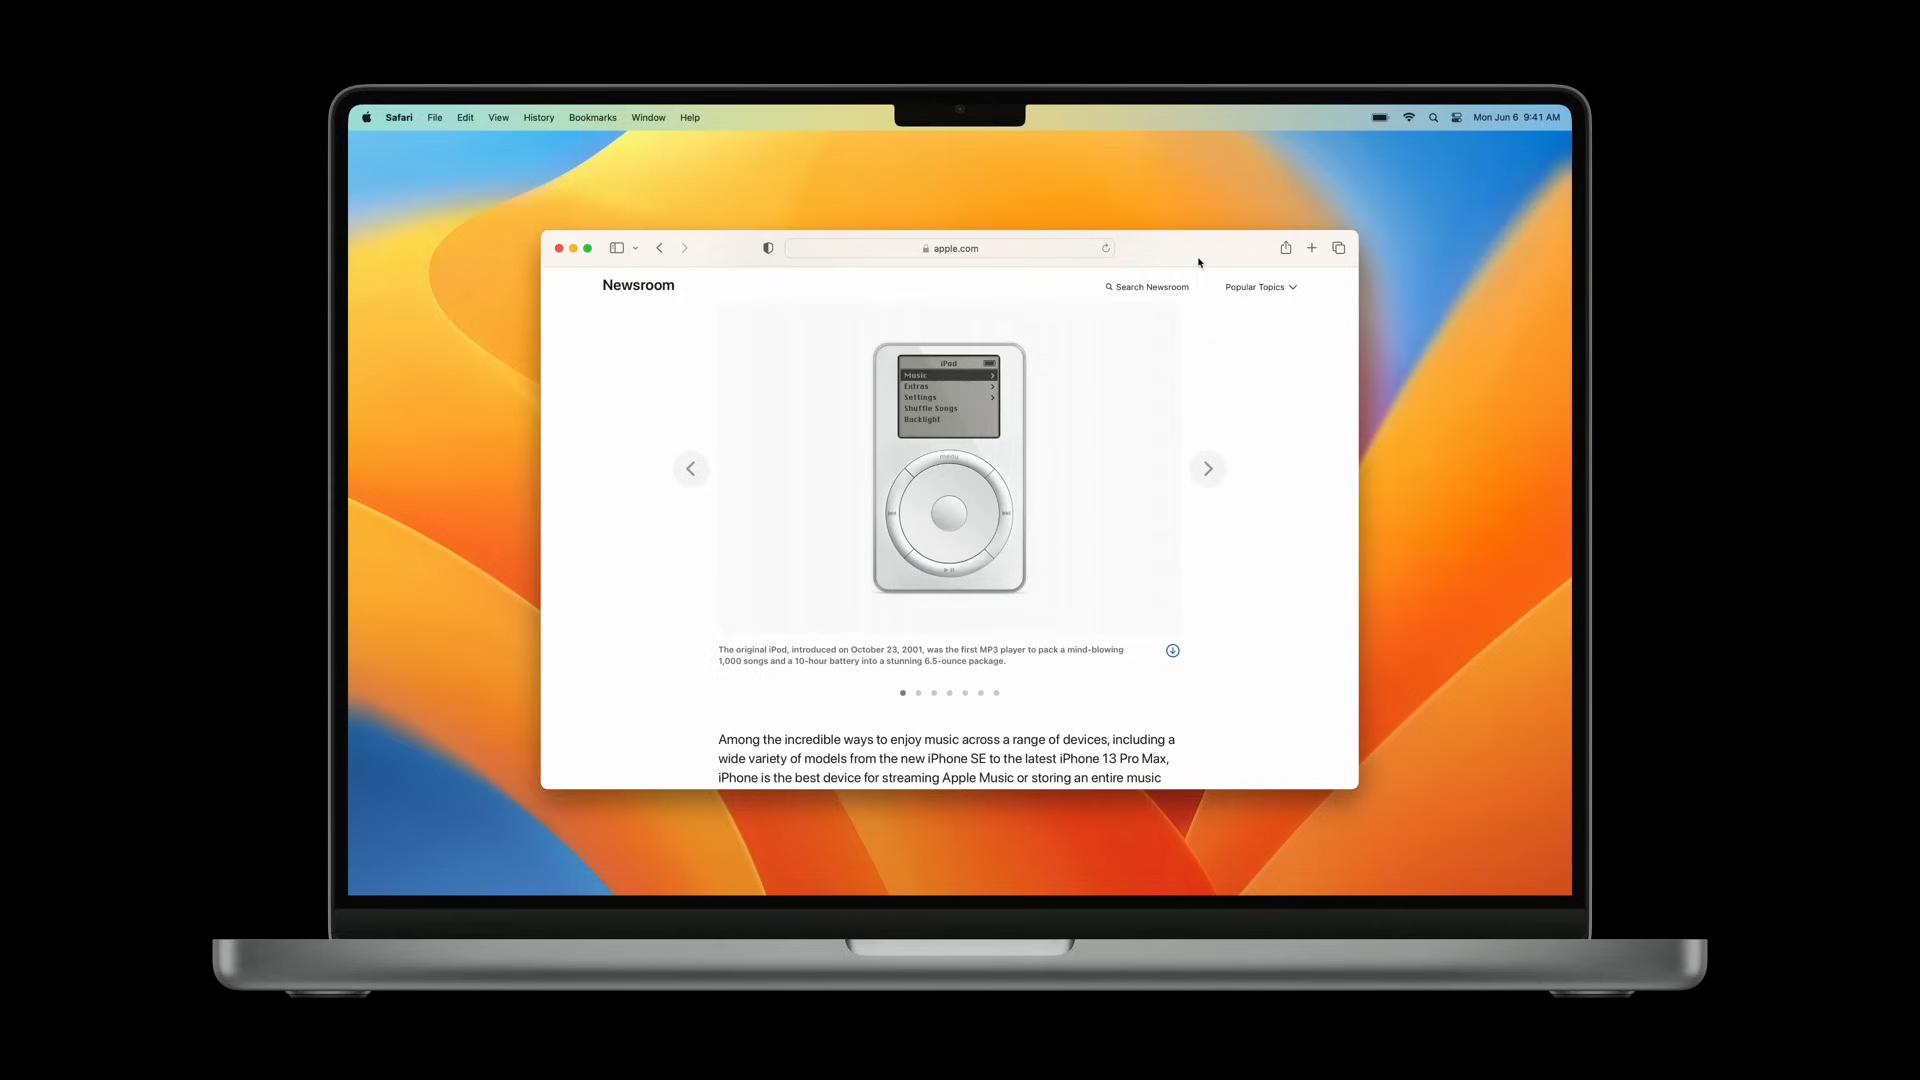 Safari File Edit View History Bookmarks Window Help Mon Jun 6 9:41 AM
apple.com
Newsroom Search Newsroom Popular Topics
iPod
Music
Extras
Settings
Shuffle Songs
Backlight
menu
The original iPod, introduced on October 23, 2001, was the first MP3 player to pack a mind-blowing
1,000 songs and a 10-hour battery into a stunning 6.5-ounce package.
Among the incredible ways to enjoy music across a range of devices, including a
wide variety of models from the new iPhone SE to the latest iPhone 13 Pro Max,
iPhone is the best device for streaming Apple Music or storing an entire music